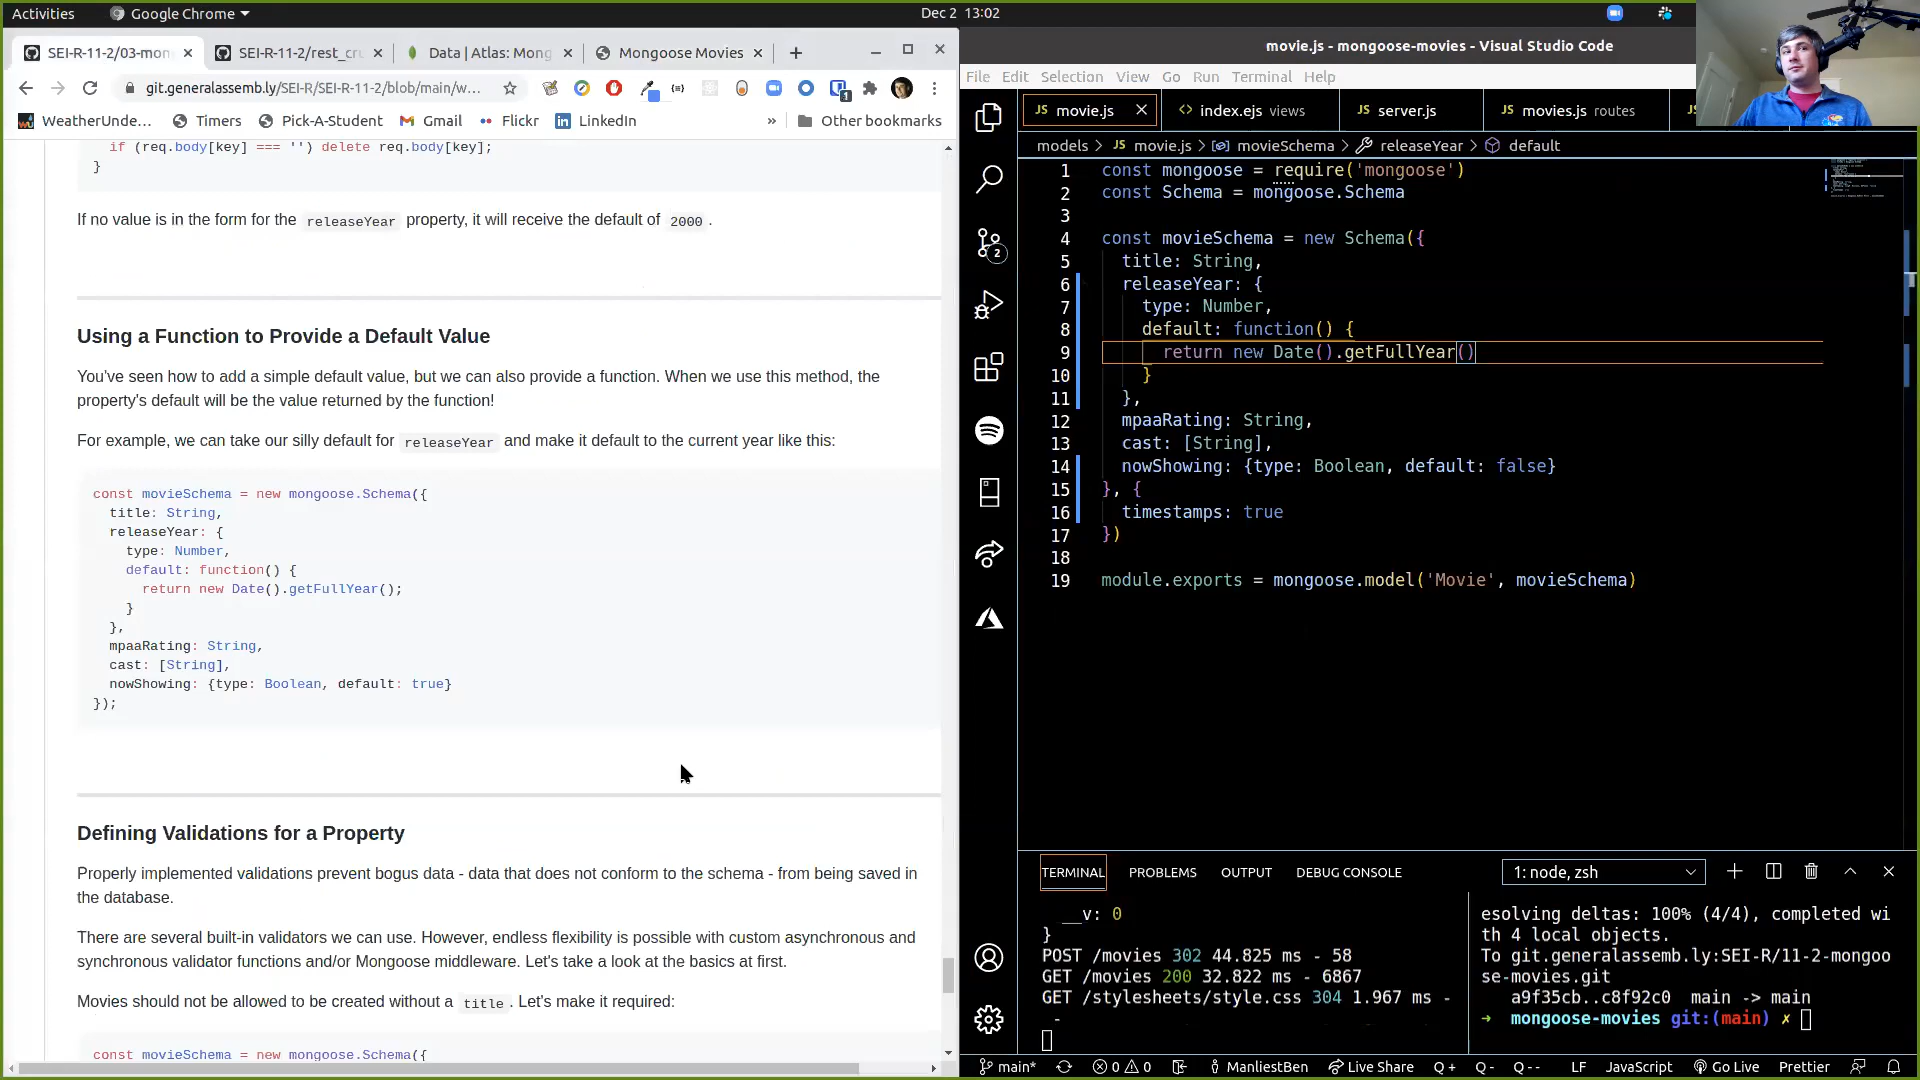 Activities
Google Chrome
Dec 2 13:02
SEI-R-11-2/03-mon
SEI-R-11-2/rest_cru
Data | Atlas: Mong
Mongoose Movies
git.generalassemb.ly/SEI-R/SEI-R-11-2/blob/main/w...
WeatherUnde...
Timers
Pick-A-Student
Gmail
Flickr
LinkedIn
»
Other bookmarks
if (req.body[key] === '') delete req.body[key];
}
If no value is in the form for the releaseYear property, it will receive the default of 2000 .
Using a Function to Provide a Default Value
You've seen how to add a simple default value, but we can also provide a function. When we use this method, the
property's default will be the value returned by the function!
For example, we can take our silly default for releaseYear and make it default to the current year like this:
const movieSchema = new mongoose.Schema({
title: String,
releaseYear: {
type: Number,
default: function() {
return new Date().getFullYear();
}
},
mpaaRating: String,
cast: [String],
nowShowing: {type: Boolean, default: true}
});
Defining Validations for a Property
Properly implemented validations prevent bogus data - data that does not conform to the schema - from being saved in
the database.
There are several built-in validators we can use. However, endless flexibility is possible with custom asynchronous and
synchronous validator functions and/or Mongoose middleware. Let's take a look at the basics at first.
Movies should not be allowed to be created without a title . Let's make it required:
const movieSchema = new mongoose.Schema({
movie.js - mongoose-movies - Visual Studio Code
File Edit Selection View Go Run Terminal Help
JS movie.js
<> index.ejs views
JS server.js
JS movies.js routes
models > JS movie.js > movieSchema > releaseYear > default
1 const mongoose = require('mongoose')
2 const Schema = mongoose.Schema
3
4 const movieSchema = new Schema({
5 title: String,
6 releaseYear: {
7 type: Number,
8 default: function() {
9 return new Date().getFullYear()
10 }
11 },
12 mpaaRating: String,
13 cast: [String],
14 nowShowing: {type: Boolean, default: false}
15 }, {
16 timestamps: true
17 })
18
19 module.exports = mongoose.model('Movie', movieSchema)
2
TERMINAL PROBLEMS OUTPUT DEBUG CONSOLE
1: node, zsh
__v: 0
}
POST /movies 302 44.825 ms - 58
GET /movies 200 32.822 ms - 6867
GET /stylesheets/style.css 304 1.967 ms -
-
esolving deltas: 100% (4/4), completed wi
th 4 local objects.
To git.generalassemb.ly:SEI-R/11-2-mongoo
se-movies.git
a9f35cb..c8f92c0 main -> main
➜ mongoose-movies git:(main) ✗
main* 0 0 ManliestBen Live Share Q + Q - Q -- LF JavaScript Go Live Prettier